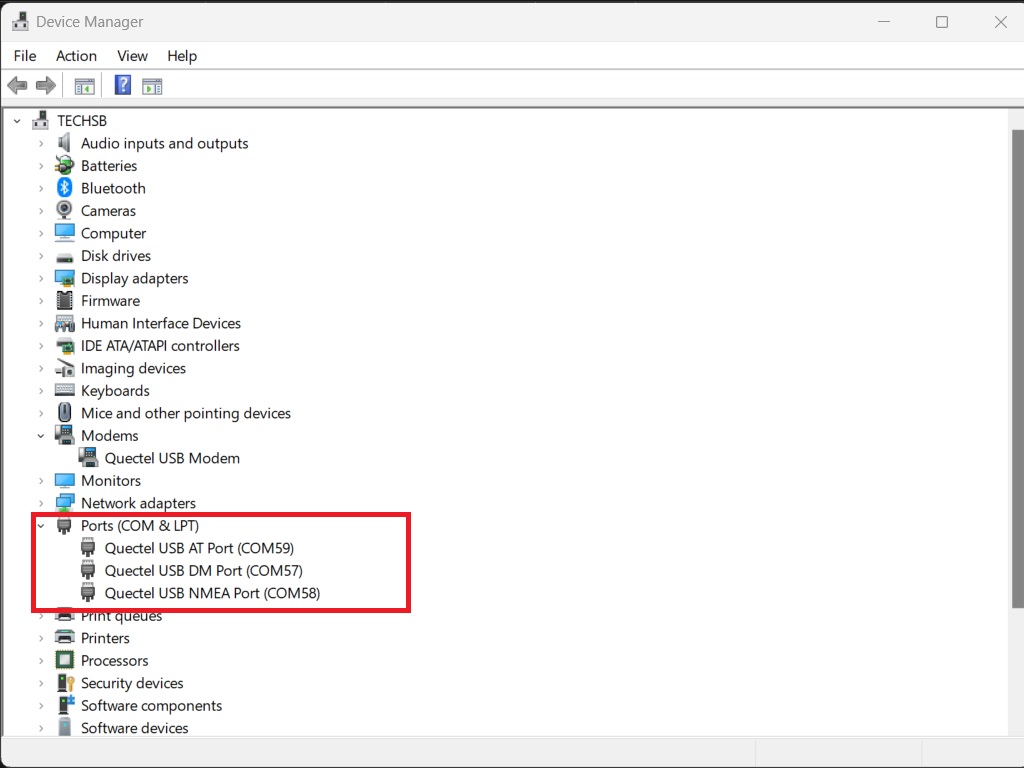 Device Manager
File Action View Help
TECHSB
Audio inputs and outputs
Batteries
Bluetooth
Cameras
Computer
Disk drives
Display adapters
Firmware
Human Interface Devices
IDE ATA/ATAPI controllers
Imaging devices
Keyboards
Mice and other pointing devices
Modems
Quectel USB Modem
Monitors
Network adapters
Ports (COM & LPT)
Quectel USB AT Port (COM59)
Quectel USB DM Port (COM57)
Quectel USB NMEA Port (COM58)
Print queues
Printers
Processors
Security devices
Software components
Software devices